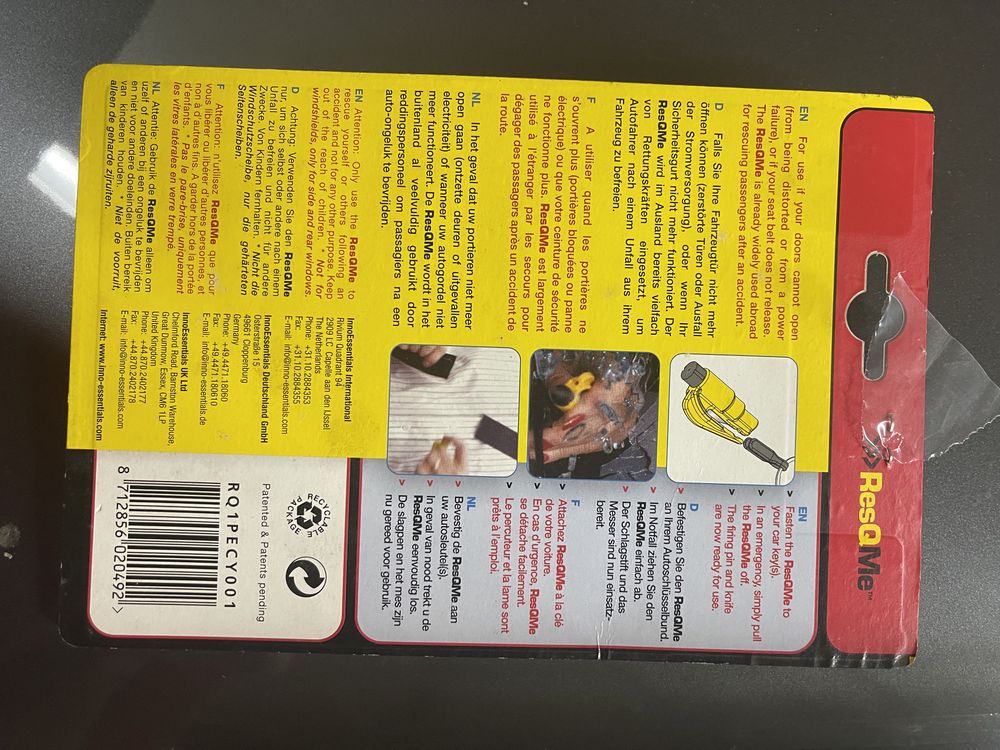 ResQMe™
EN For use if your doors cannot open
(from being distorted or from a power
failure), or if your seat belt does not release.
The ResQMe is already widely used abroad
for rescuing passengers after an accident.
D Falls Sie Ihre Fahrzeugtür nicht mehr
öffnen können (zerstörte Türen oder Ausfall
der Stromversorgung), oder wenn Ihr
Sicherheitsgurt nicht mehr funktioniert. Der
ResQMe wird im Ausland bereits vielfach
von Rettungskräften eingesetzt, um
Autofahrer nach einem Unfall aus ihrem
Fahrzeug zu befreien.
F A utiliser quand les portières ne
s'ouvrent plus (portières bloquées ou panne
électrique) ou que votre ceinture de sécurité
ne fonctionne plus. ResQMe est largement
utilisé à l'étranger par les secours pour
dégager des passagers après un accident de
la route.
NL In het geval dat uw portieren niet meer
open gaan (ontzette deuren of uitgevallen
electriciteit) of wanneer uw autogordel niet
meer functioneert. De ResQMe wordt in het
buitenland al veelvuldig gebruikt door
reddingspersoneel om passagiers na een
auto-ongeluk te bevrijden.
EN Attention: Only use the ResQMe to
rescue yourself or others following an
accident and not for any other purpose. Keep
out of the reach of children. * Not for
windshields, only for side and rear windows.
D Achtung: Verwenden Sie den ResQMe
nur, um sich selbst oder andere nach einem
Unfall zu befreien und nicht für andere
Zwecke. Von Kindern fernhalten. * Nicht die
Windschutzscheibe, nur die gehärteten
Seitenscheiben.
F Attention: n'utilisez ResQMe que pour
vous libérer ou libérer d'autres personnes, et
non à d'autres fins. A garder hors de la portée
d'enfants. * Pas le pare-brise, uniquement
les vitres latérales en verre trempé.
NL Attentie: Gebruik de ResQMe alleen om
uzelf of anderen bij een ongeluk te bevrijden
en niet voor andere doeleinden. Buiten bereik
van kinderen houden. * Niet de voorruit,
alleen de geharde zijruiten.
InnoEssentials International
Rivium Quadrant 94
2909 LC Capelle aan den IJssel
The Netherlands
Phone: +31.10.2884353
Fax: +31.10.2884355
E-mail: info@inno-essentials.com
InnoEssentials Deutschland GmbH
Osterstraße 15
49661 Cloppenburg
Germany
Phone: +49.4471.18060
Fax: +49.4471.180610
E-mail: info@inno-essentials.de
InnoEssentials UK Ltd
Chelmford Road, Barnston Warehouse,
Great Dunmow, Essex, CM6 1LP
United Kingdom
Phone: +44.870.2402177
Fax: +44.870.2402178
E-mail: info@inno-essentials.com
Internet: www.inno-essentials.com
EN
> Fasten the ResQMe to
your car key(s).
> In an emergency, simply pull
the ResQMe off.
> The firing pin and knife
are now ready for use.
D
> Befestigen Sie den ResQMe
an Ihrem Autoschlüsselbund.
> Im Notfall ziehen Sie den
ResQMe einfach ab.
> Der Schlagstift und das
Messer sind nun einsatz-
bereit.
F
> Attachez ResQMe à la clé
de votre voiture.
> En cas d'urgence, ResQMe
se détache facilement.
> Le percuteur et la lame sont
prêts à l'emploi.
NL
> Bevestig de ResQMe aan
uw autosleutel(s).
> In geval van nood trekt u de
ResQMe eenvoudig los.
> De slagpen en het mes zijn
nu gereed voor gebruik.
Patented & Patents pending
RECYCLABLE
PACKAGE
RQ1PECY001
8 712856 020492 >